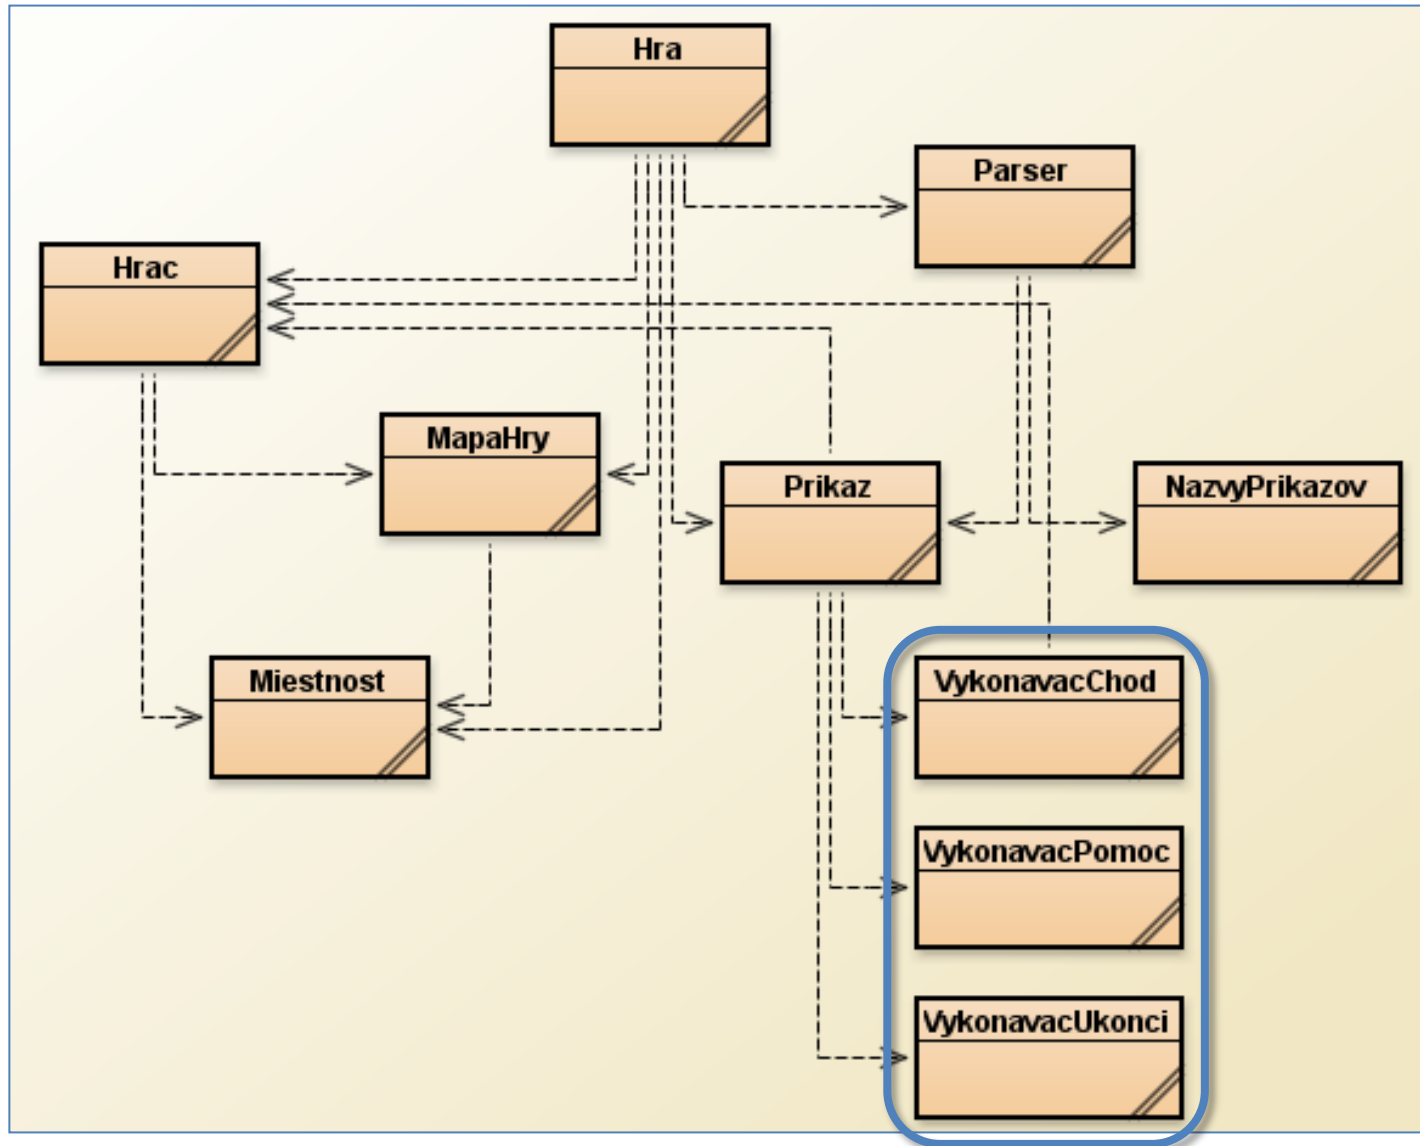 Hra
Parser
Hrac
MapaHry
Prikaz
NazvyPrikazov
Miestnost
VykonavacChod
VykonavacPomoc
VykonavacUkonci